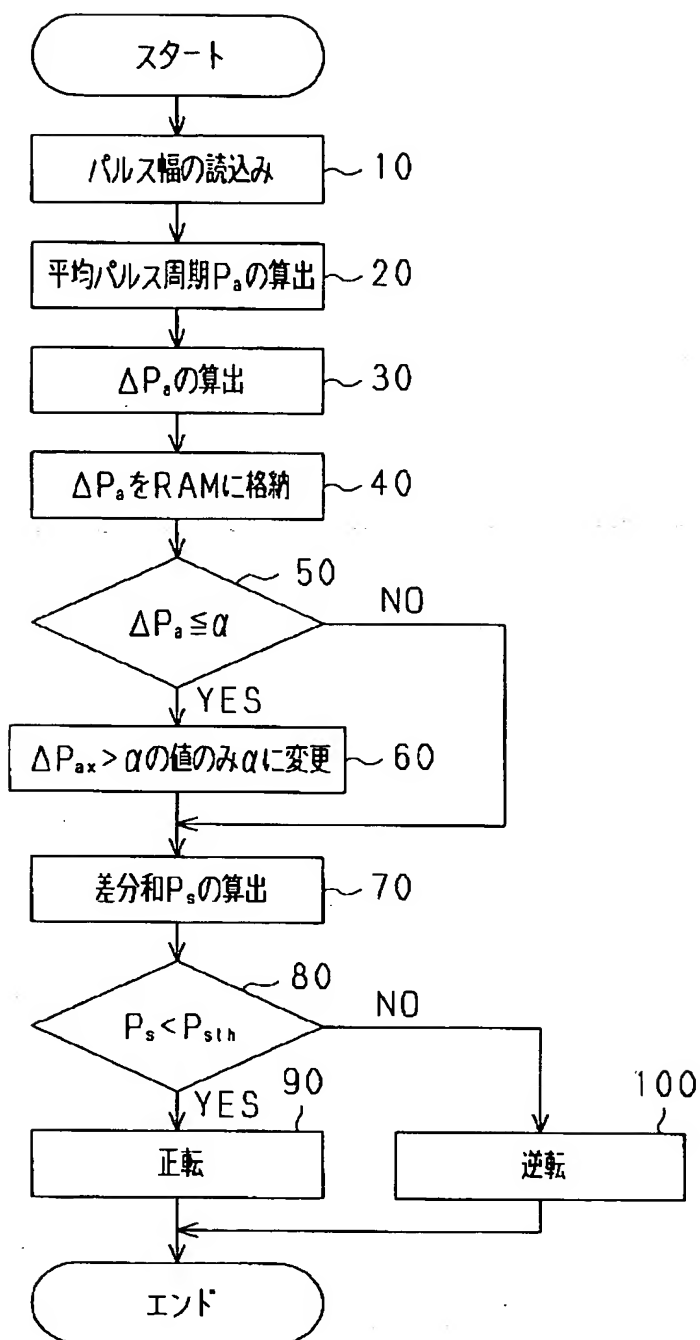 スタート
パルス幅の読込み
10
平均パルス周期Paの算出
20
ΔPaの算出
30
ΔPaをRAMに格納
40
50
ΔPa≦α
NO
YES
ΔPax>αの値のみαに変更
60
差分和Psの算出
70
80
Ps<Psth
NO
YES
90
正転
100
逆転
エンド